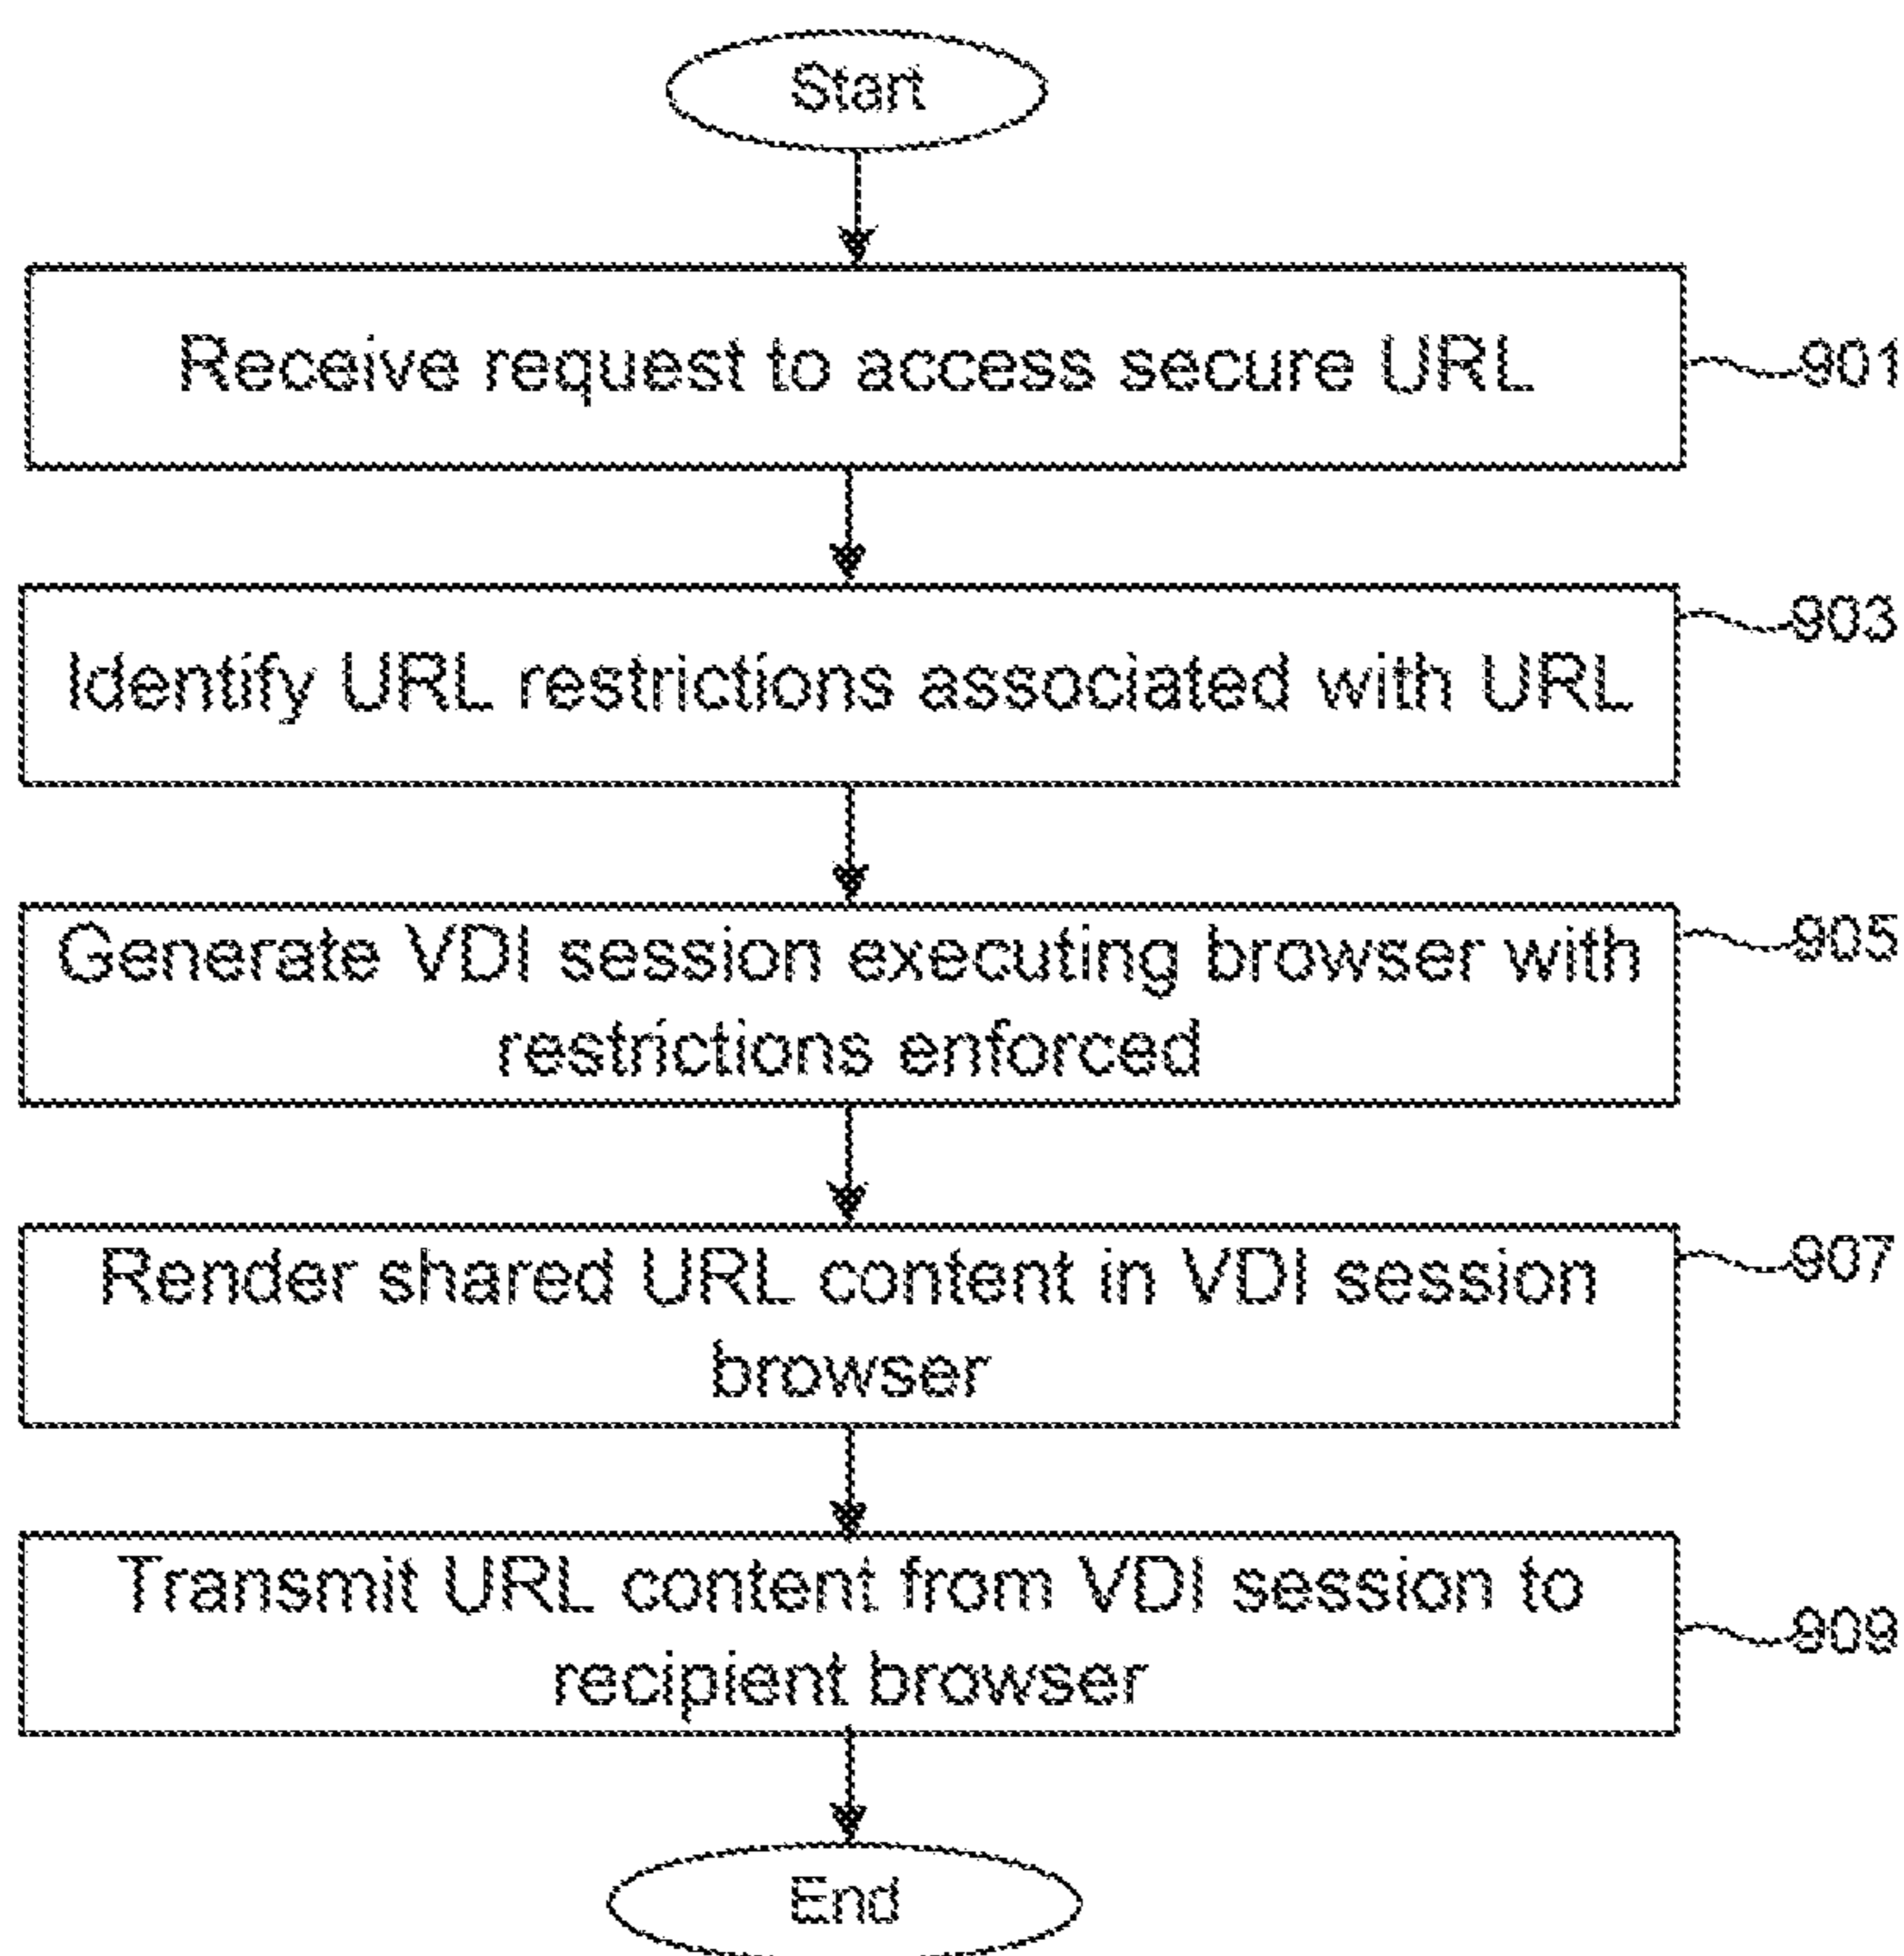 Start
Receive request to access secure URL
901
Identify URL restrictions associated with URL
903
Generate VDI session executing browser with
restrictions enforced
905
Render shared URL content in VDI session
browser
907
Transmit URL content from VDI session to
recipient browser
909
End